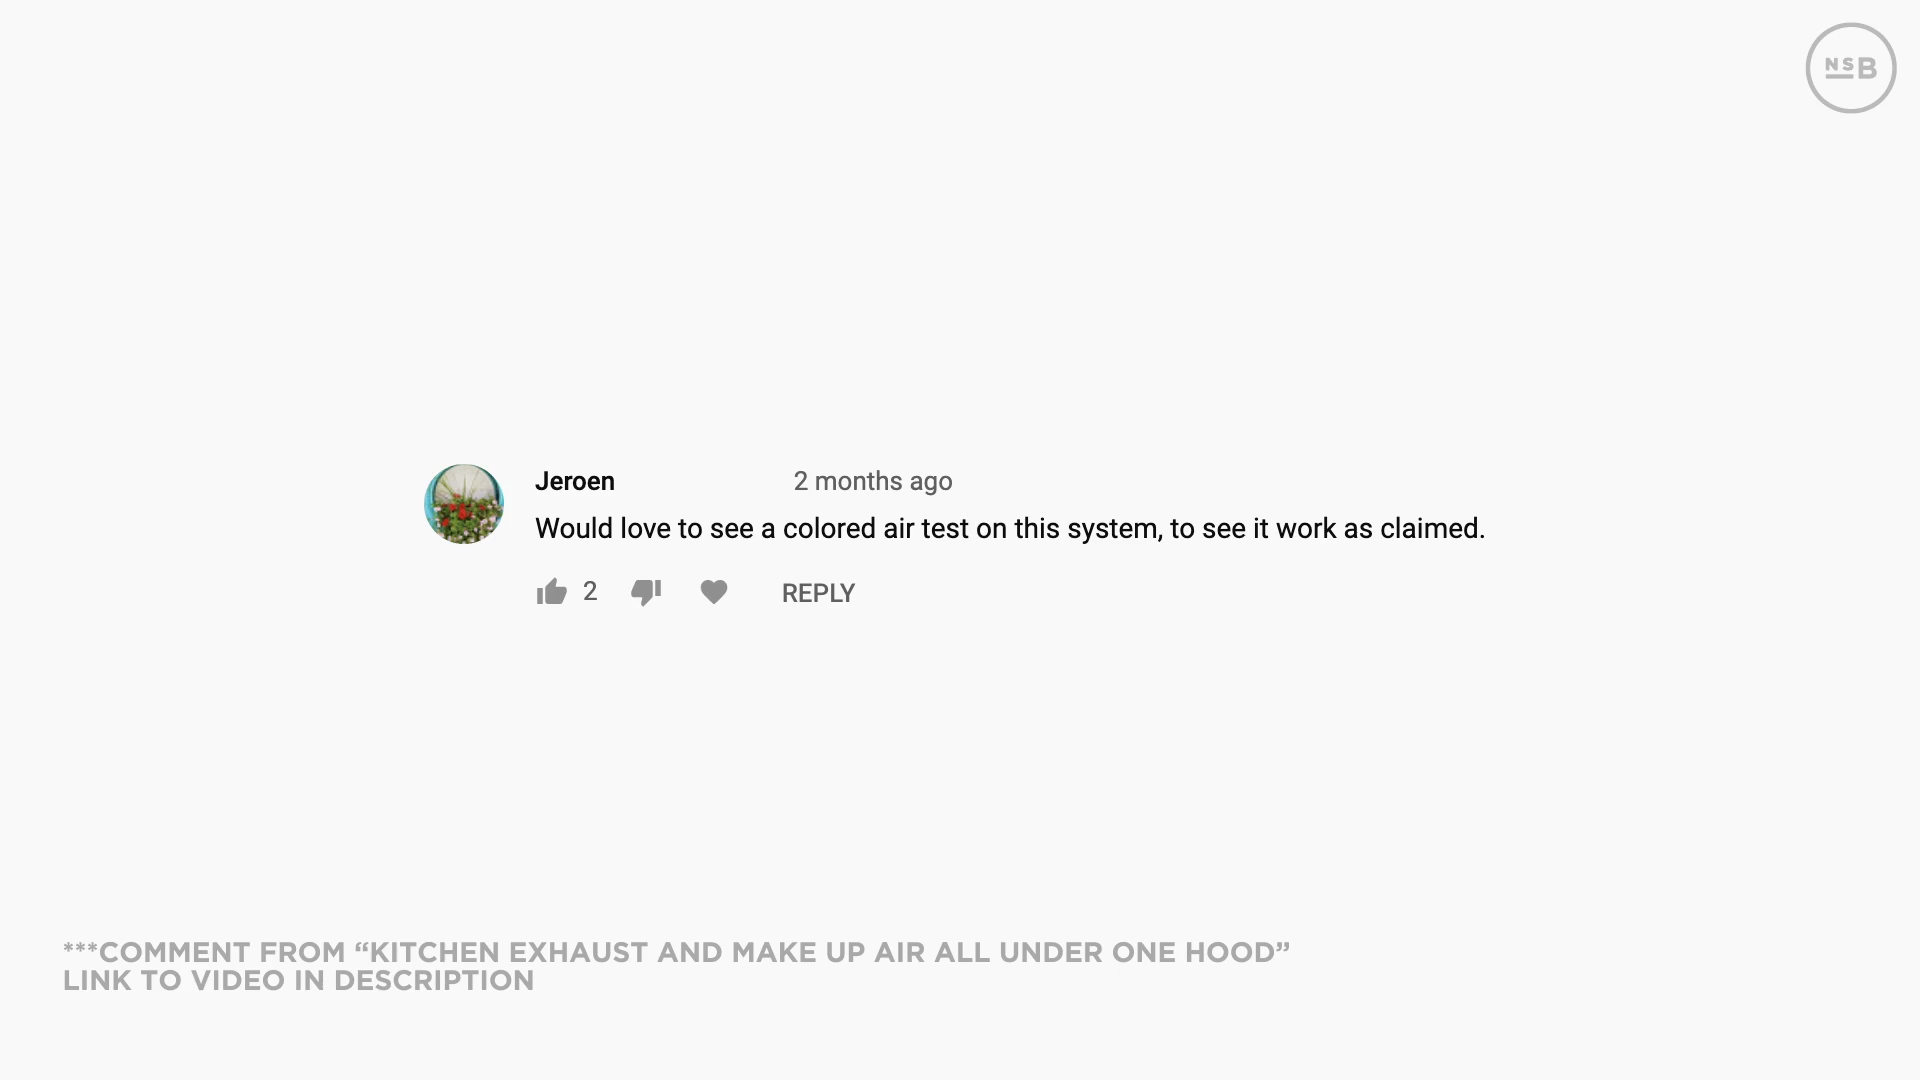 NSB
Jeroen 2 months ago
Would love to see a colored air test on this system, to see it work as claimed.
2 REPLY
***COMMENT FROM “KITCHEN EXHAUST AND MAKE UP AIR ALL UNDER ONE HOOD”
LINK TO VIDEO IN DESCRIPTION